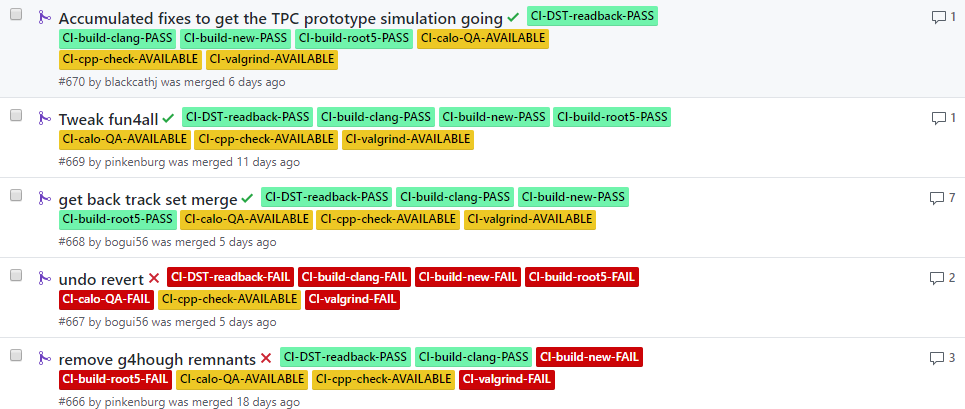 Accumulated fixes to get the TPC prototype simulation going CI-DST-readback-PASS 1
CI-build-clang-PASS CI-build-new-PASS CI-build-root5-PASS CI-calo-QA-AVAILABLE
CI-cpp-check-AVAILABLE CI-valgrind-AVAILABLE
#670 by blackcathj was merged 6 days ago
Tweak fun4all CI-DST-readback-PASS CI-build-clang-PASS CI-build-new-PASS CI-build-root5-PASS 1
CI-calo-QA-AVAILABLE CI-cpp-check-AVAILABLE CI-valgrind-AVAILABLE
#669 by pinkenburg was merged 11 days ago
get back track set merge CI-DST-readback-PASS CI-build-clang-PASS CI-build-new-PASS 7
CI-build-root5-PASS CI-calo-QA-AVAILABLE CI-cpp-check-AVAILABLE CI-valgrind-AVAILABLE
#668 by bogui56 was merged 5 days ago
undo revert CI-DST-readback-FAIL CI-build-clang-FAIL CI-build-new-FAIL CI-build-root5-FAIL 2
CI-calo-QA-FAIL CI-cpp-check-AVAILABLE CI-valgrind-FAIL
#667 by bogui56 was merged 5 days ago
remove g4hough remnants CI-DST-readback-PASS CI-build-clang-PASS CI-build-new-FAIL 3
CI-build-root5-FAIL CI-calo-QA-AVAILABLE CI-cpp-check-AVAILABLE CI-valgrind-FAIL
#666 by pinkenburg was merged 18 days ago